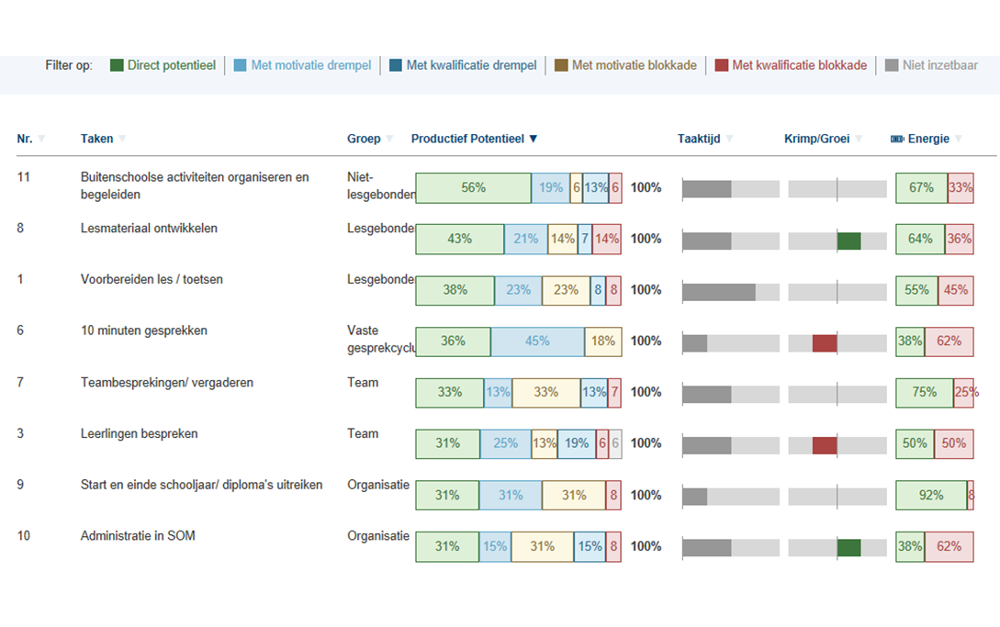 Filter op: Direct potentieel Met motivatie drempel Met kwalificatie drempel Met motivatie blokkade Met kwalificatie blokkade Niet inzetbaar
Nr. Taken Groep Productief Potentieel Taaktijd Krimp/Groei Energie
11 Buitenschoolse activiteiten organiseren en Niet-
begeleiden lesgebonden 56% 19% 6 13% 6 100% 67% 33%
8 Lesmateriaal ontwikkelen Lesgebonde 43% 21% 14% 7 14% 100% 64% 36%
1 Voorbereiden les / toetsen Lesgebonde 38% 23% 23% 8 8 100% 55% 45%
6 10 minuten gesprekken Vaste
gesprekcyclu 36% 45% 18% 100% 38% 62%
7 Teambesprekingen/ vergaderen Team 33% 13% 33% 13% 7 100% 75% 25%
3 Leerlingen bespreken Team 31% 25% 13% 19% 6 6 100% 50% 50%
9 Start en einde schooljaar/ diploma's uitreiken Organisatie 31% 31% 31% 8 100% 92% 8
10 Administratie in SOM Organisatie 31% 15% 31% 15% 8 100% 38% 62%